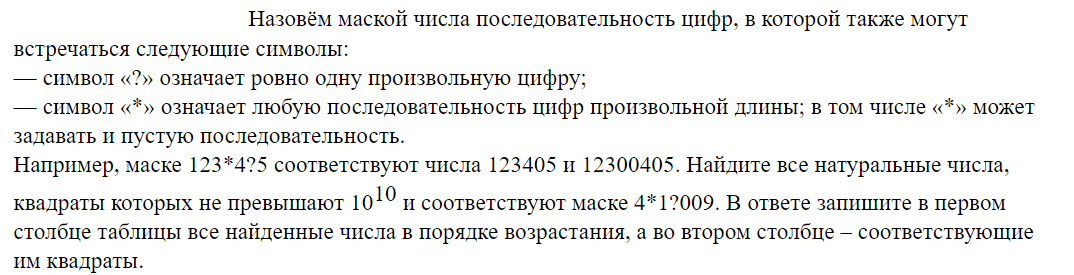 Назовём маской числа последовательность цифр, в которой также могут
встречаться следующие символы:
— символ «?» означает ровно одну произвольную цифру;
— символ «*» означает любую последовательность цифр произвольной длины; в том числе «*» может
задавать и пустую последовательность.
Например, маске 123*4?5 соответствуют числа 123405 и 12300405. Найдите все натуральные числа,
квадраты которых не превышают 10¹⁰ и соответствуют маске 4*1?009. В ответе запишите в первом
столбце таблицы все найденные числа в порядке возрастания, а во втором столбце – соответствующие
им квадраты.